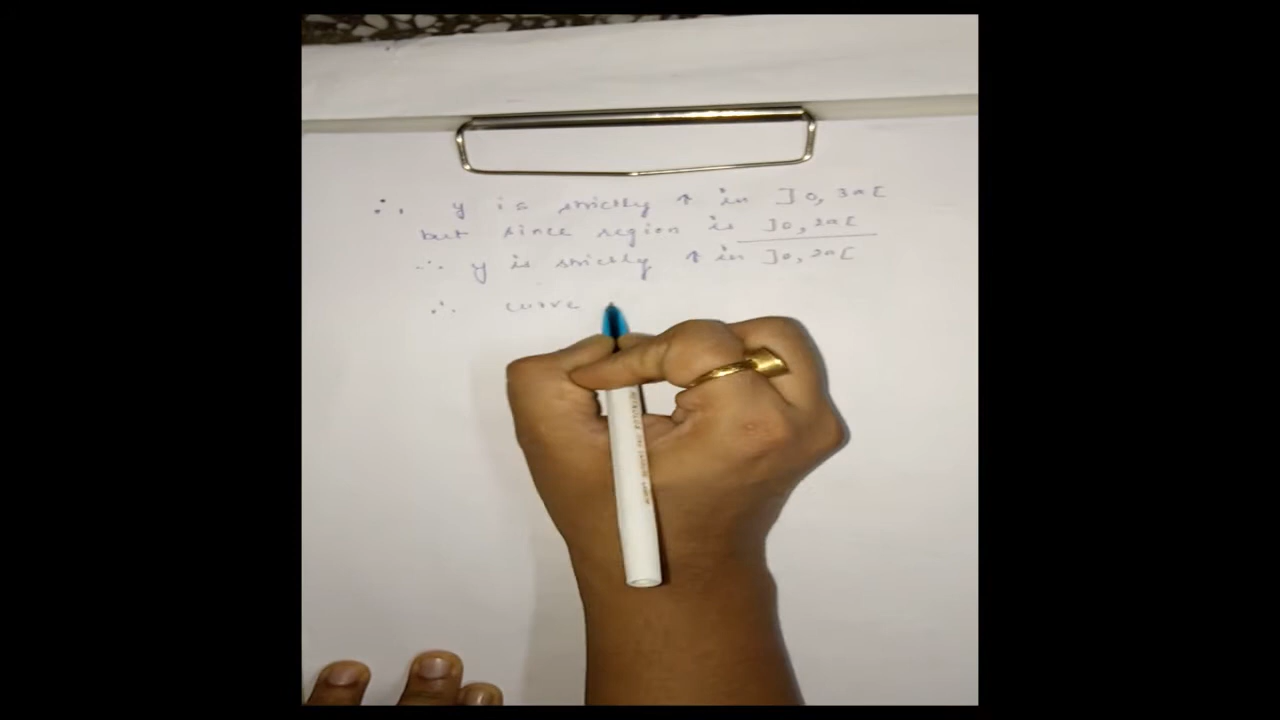 ∴ y is strictly ↑ in ]0, 3a[
but since region is ]0, 2a[
∴ y is strictly ↑ in ]0, 2a[
∴ curve